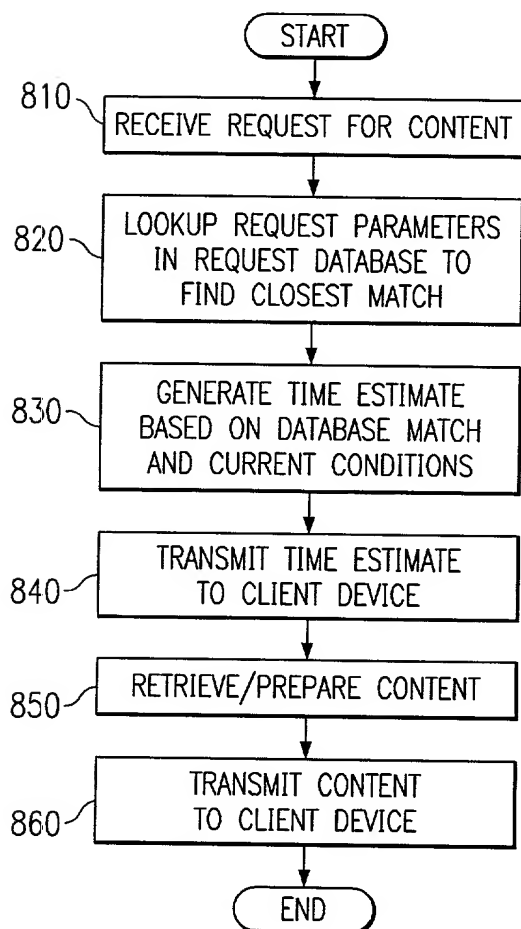 START
810
RECEIVE REQUEST FOR CONTENT
820
LOOKUP REQUEST PARAMETERS
IN REQUEST DATABASE TO
FIND CLOSEST MATCH
830
GENERATE TIME ESTIMATE
BASED ON DATABASE MATCH
AND CURRENT CONDITIONS
840
TRANSMIT TIME ESTIMATE
TO CLIENT DEVICE
850
RETRIEVE/PREPARE CONTENT
860
TRANSMIT CONTENT
TO CLIENT DEVICE
END